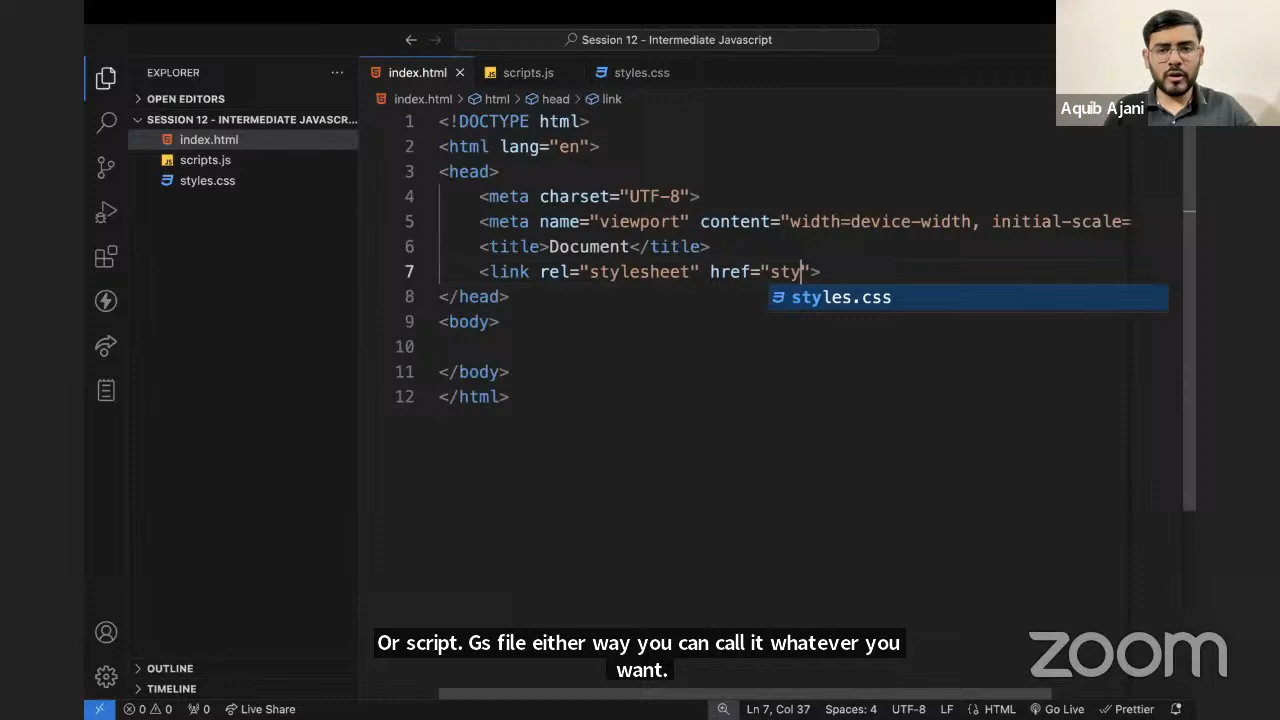 Session 12 - Intermediate Javascript
Aquib Ajani
EXPLORER
OPEN EDITORS
SESSION 12 - INTERMEDIATE JAVASCR...
index.html
scripts.js
styles.css
index.html
scripts.js
styles.css
index.html > html > head > link
1 <!DOCTYPE html>
2 <html lang="en">
3 <head>
4 <meta charset="UTF-8">
5 <meta name="viewport" content="width=device-width, initial-scale=
6 <title>Document</title>
7 <link rel="stylesheet" href="sty">
styles.css
8 </head>
9 <body>
10
11 </body>
12 </html>
Or script. Gs file either way you can call it whatever you
want.
zoom
OUTLINE
TIMELINE
0 0 0 Live Share
Ln 7, Col 37 Spaces: 4 UTF-8 LF {} HTML Go Live Prettier